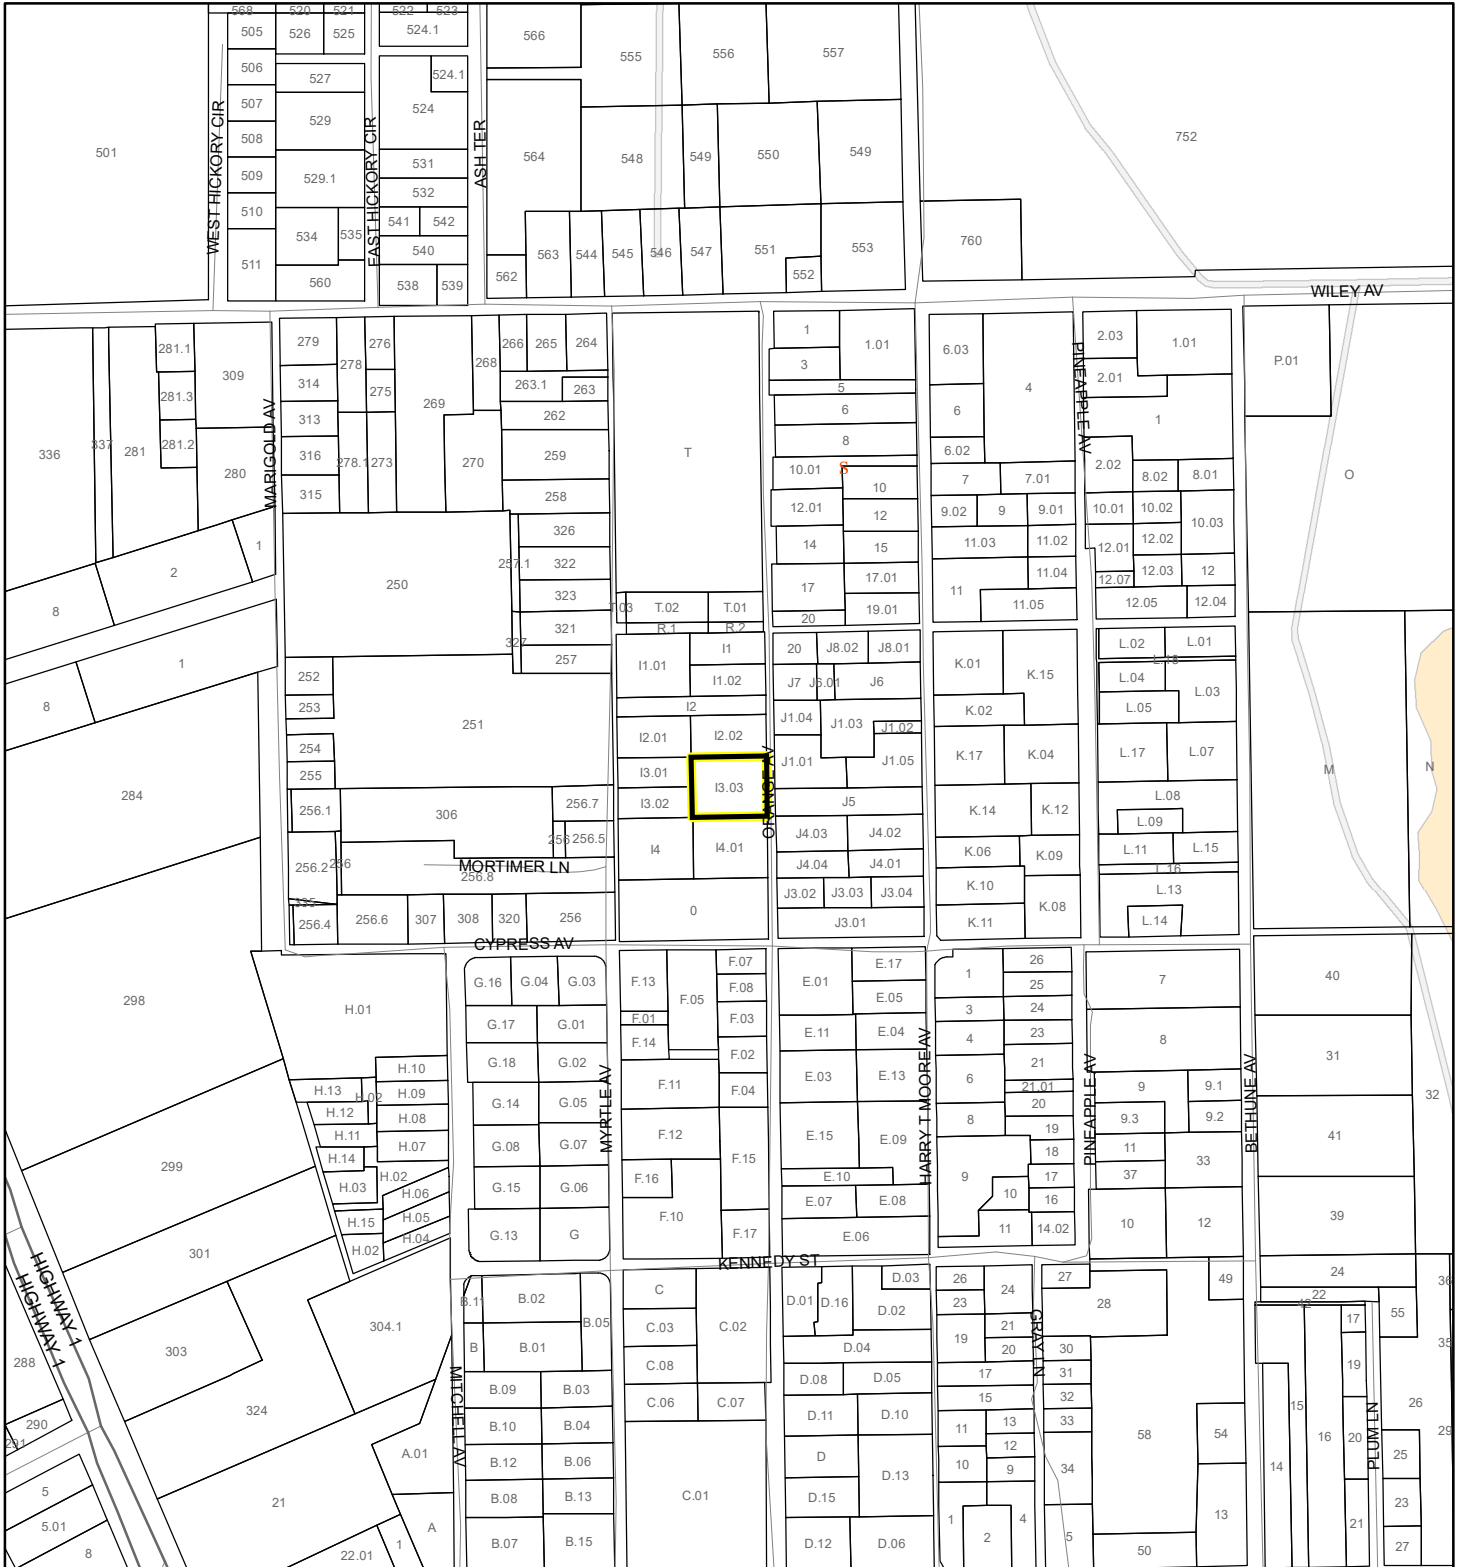 568 520 521 522 523
505 526 525 524.1 566 555 556 557
506 527 524.1
507 529 524
508
501 509 529.1 531 564 548 549 550 549 752
510 532
534 535 541 542
511 560 540 563 544 545 546 547 551 553 760
538 539 562 552
WEST HICKORY CIR
EAST HICKORY CIR
ASH TER
WILEY AV
279 278 276 268 266 265 264
281.1 309 314 275 269 263.1 263
281.3 313 262
336 337 281 281.2 280 316 278.1 273 270 259
315 258
MARIGOLD AV
1 2 8
1 8
250 257.1 326
322
323
327 321
257
252
253
251
254
255
256.1 306 256.7
256 256.5
256.2 256
MORTIMER LN
256.8
335
256.4 256.6 307 308 320 256
CYPRESS AV
284
298
299
301
303
304.1
324
288
290
291
21
22.01
5
5.01
8
1
HIGHWAY 1
HIGHWAY 1
T
T.03 T.02 T.01
R.1 R.2
I1.01 I1
I1.02
I2
I2.01 I2.02
I3.01 I3.03
I3.02
I4 I4.01
0
ORANGE AV
1 1.01
3
5
6
8
10.01 S 10
12.01 12
14 15
17 17.01
20 19.01
20 J8.02 J8.01
J7 J6.01 J6
J1.04 J1.03 J1.02
J1.01 J1.05
J5
J4.03 J4.02
J4.04 J4.01
J3.02 J3.03 J3.04
J3.01
6.03 4
6
6.02
7 7.01
9.02 9 9.01
11.03 11.02
11 11.04
11.05
K.01 K.15
K.02
K.17 K.04
K.14 K.12
K.06 K.09
K.10 K.08
K.11
PINEAPPLE AV
2.03 1.01
2.01
1
2.02 8.02 8.01
10.01 10.02 10.03
12.01 12.02
12.07 12.03 12
12.05 12.04
L.02 L.01
L.04 L.03
L.05
L.17 L.07
L.08
L.09
L.11 L.15
L.16
L.13
L.14
P.01
O
M N
H.01
H.10
H.13 H.02 H.09
H.12 H.08
H.11 H.07
H.14
H.03 H.02
H.06
H.15 H.05
H.02 H.04
G.16 G.04 G.03
G.17 G.01
G.18 G.02
G.14 G.05
G.08 G.07
G.15 G.06
G.13 G
MYRTLE AV
F.13 F.05 F.07
F.08
F.01 F.03
F.14 F.02
F.11 F.04
F.12
F.16 F.15
F.10 F.17
KENNEDY ST
E.01 E.17
E.05
E.11 E.04
E.03 E.13
E.15 E.09
E.10
E.07 E.08
E.06
HARRY T MOORE AV
1 26
25
3 24
4 23
6 21
21.01
8 20
19
9 18
17
10 16
11 14.02
PINEAPPLE AV
7
8
9 9.1
9.3 9.2
11
37 33
10 12
BETHUNE AV
40
31
32
41
39
24
22
42
MITCHELL AV
B.11 B.02 B.05
B B.01
B.09 B.03
B.10 B.04
B.12 B.06
B.08 B.13
B.07 B.15
A.01
A
C C.02
C.03
C.08
C.06 C.07
C.01
D.01 D.16 D.03
D.02
D.04
D.08 D.05
D.11 D.10
D D.13
D.15
D.12 D.06
26 24
23
19 21
20
17
15
11 13
12
10 9
1 2 4
GRAY LN
27 28 49
30
31
32
33
34
5
58 54
13
50
14 15 16
17
19
20
21
PLUM LN
55
36
35
26
29
25
23
27